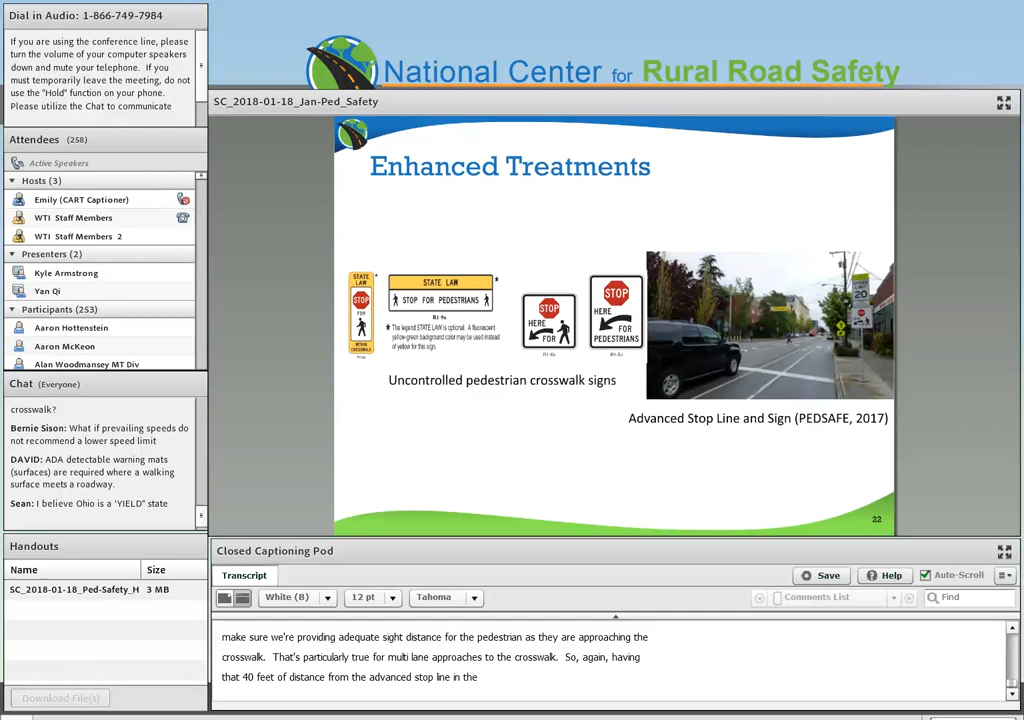 Dial in Audio: 1-866-749-7984
If you are using the conference line, please
turn the volume of your computer speakers
down and mute your telephone. If you
must temporarily leave the meeting, do not
use the "Hold" function on your phone.
Please utilize the Chat to communicate
Attendees (258)
Active Speakers
Hosts (3)
Emily (CART Captioner)
WTI Staff Members
WTI Staff Members 2
Presenters (2)
Kyle Armstrong
Yan Qi
Participants (253)
Aaron Hottenstein
Aaron McKeon
Alan Woodmansey MT Div
Chat (Everyone)
crosswalk?
Bernie Sison: What if prevailing speeds do
not recommend a lower speed limit
DAVID: ADA detectable warning mats
(surfaces) are required where a walking
surface meets a roadway.
Sean: I believe Ohio is a 'YIELD" state
Handouts
Name Size
SC_2018-01-18_Ped-Safety_H 3 MB
Download File(s)
National Center for Rural Road Safety
SC_2018-01-18_Jan-Ped_Safety
Enhanced Treatments
STATE
LAW
STOP
FOR
WITHIN
CROSSWALK
*
STATE LAW
STOP FOR PEDESTRIANS
*
R1-9a
* The legend STATE LAW is optional. A fluorescent
yellow-green background color may be used instead
of yellow for this sign.
STOP
HERE
FOR
R1-5b
STOP
HERE
FOR
PEDESTRIANS
R1-5c
SPEED
LIMIT
20
Uncontrolled pedestrian crosswalk signs
Advanced Stop Line and Sign (PEDSAFE, 2017)
22
Closed Captioning Pod
Transcript
Save
Help
Auto-Scroll
White (B)
12 pt
Tahoma
Comments List
Find
make sure we're providing adequate sight distance for the pedestrian as they are approaching the
crosswalk. That's particularly true for multi lane approaches to the crosswalk. So, again, having
that 40 feet of distance from the advanced stop line in the